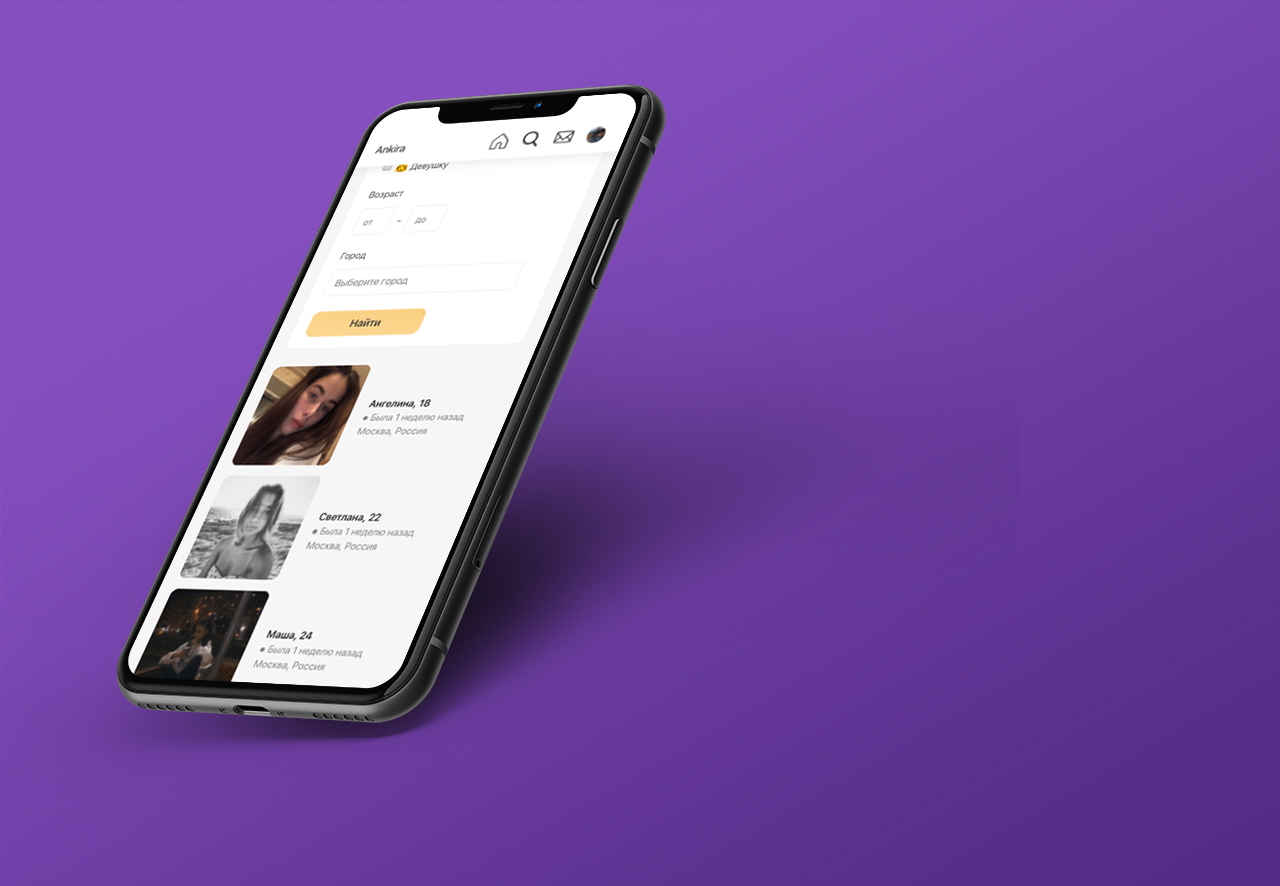 Ankira
Девушку
Возраст
от - до
Город
Выберите город
Найти
Ангелина, 18
Была 1 неделю назад
Москва, Россия
Светлана, 22
Была 1 неделю назад
Москва, Россия
Маша, 24
Была 1 неделю назад
Москва, Россия